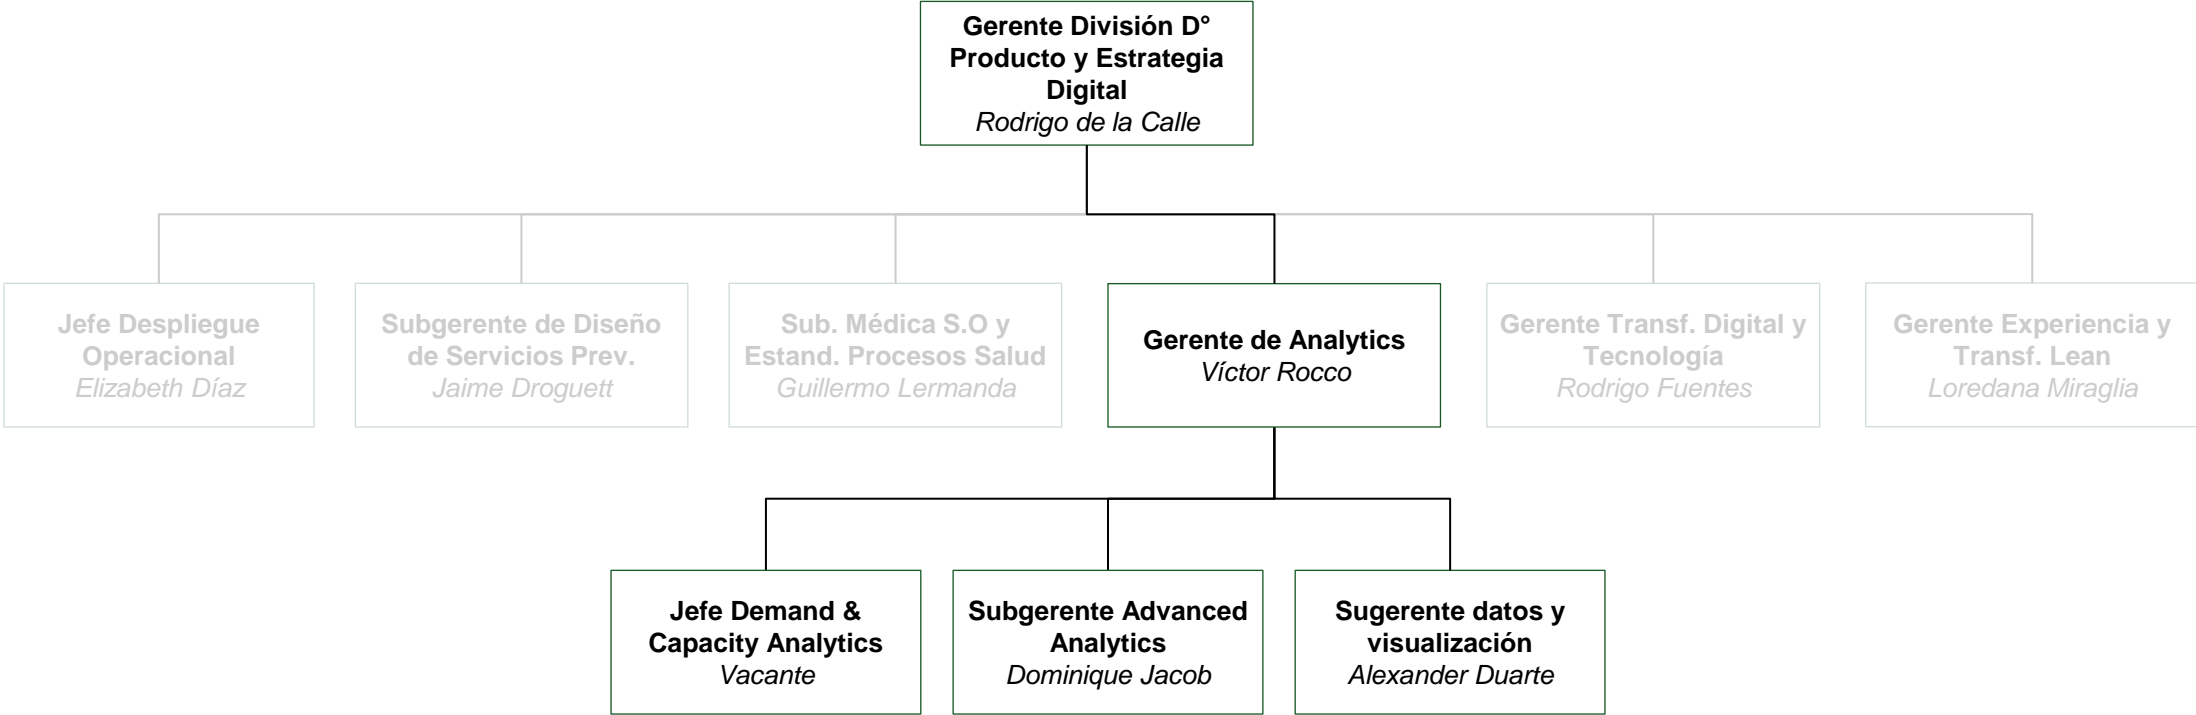 Gerente División D°
Producto y Estrategia
Digital
Rodrigo de la Calle
Jefe Despliegue
Operacional
Elizabeth Díaz
Subgerente de Diseño
de Servicios Prev.
Jaime Droguett
Sub. Médica S.O y
Estand. Procesos Salud
Guillermo Lermanda
Gerente de Analytics
Víctor Rocco
Gerente Transf. Digital y
Tecnología
Rodrigo Fuentes
Gerente Experiencia y
Transf. Lean
Loredana Miraglia
Jefe Demand &
Capacity Analytics
Vacante
Subgerente Advanced
Analytics
Dominique Jacob
Sugerente datos y
visualización
Alexander Duarte